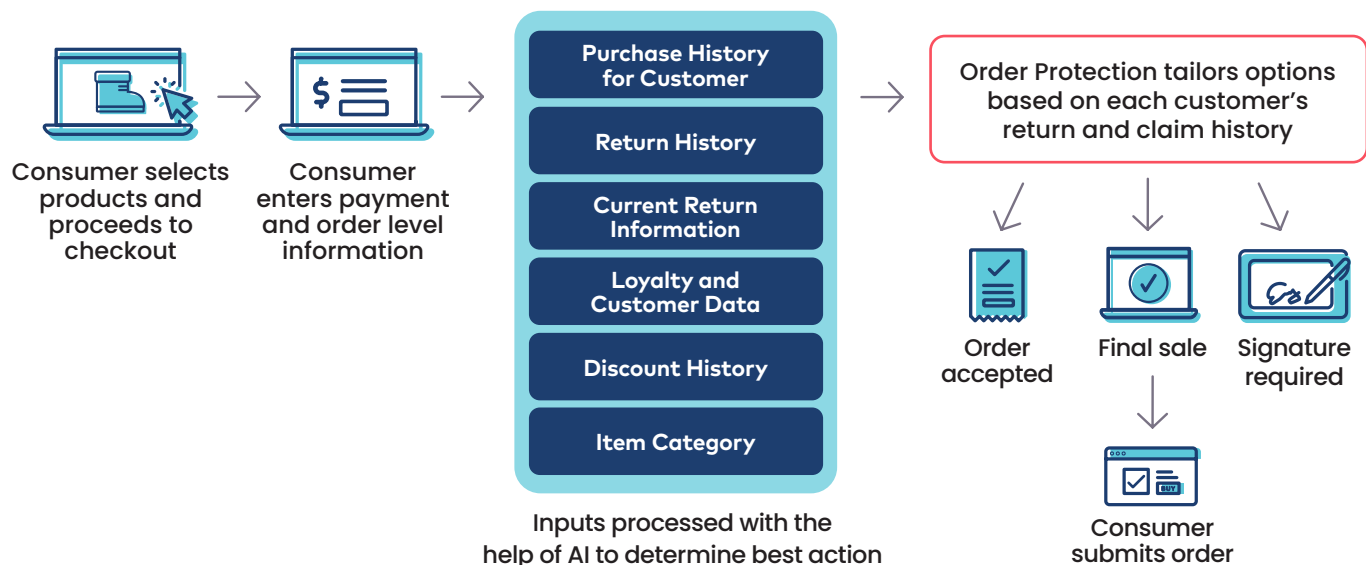 Consumer selects
products and
proceeds to
checkout
$
Consumer
enters payment
and order level
information
Purchase History
for Customer
Return History
Current Return
Information
Loyalty and
Customer Data
Discount History
Item Category
Inputs processed with the
help of AI to determine best action
Order Protection tailors options
based on each customer’s
return and claim history
Order
accepted
Final sale
Signature
required
BUY
Consumer
submits order